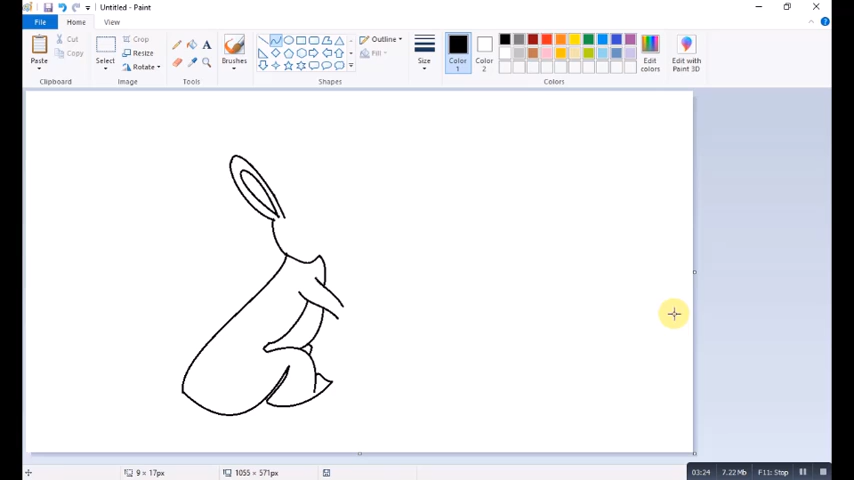 Untitled - Paint
File
Home
View
Paste
Cut
Copy
Clipboard
Select
Crop
Resize
Rotate
Image
A
Tools
Brushes
Outline
Fill
Shapes
Size
Color
1
Color
2
Colors
Edit
colors
Edit with
Paint 3D
9 × 17px
1055 × 571px
03:24
7.22 Mb
F11: Stop